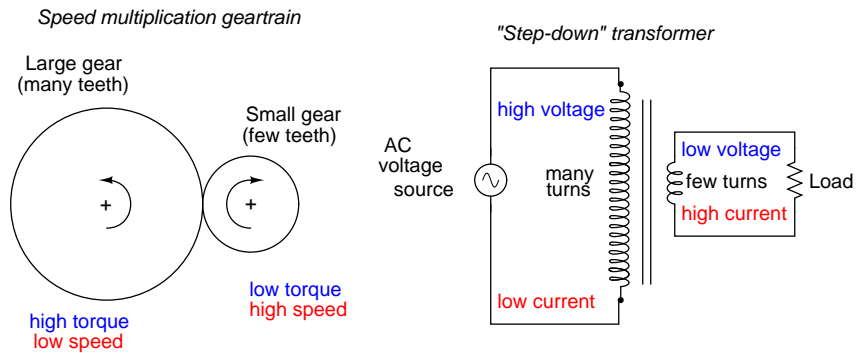 Speed multiplication geartrain
Large gear
(many teeth)
Small gear
(few teeth)
+
+
low torque
high speed
high torque
low speed
"Step-down" transformer
high voltage
AC
voltage
source
many
turns
low current
low voltage
few turns
high current
Load